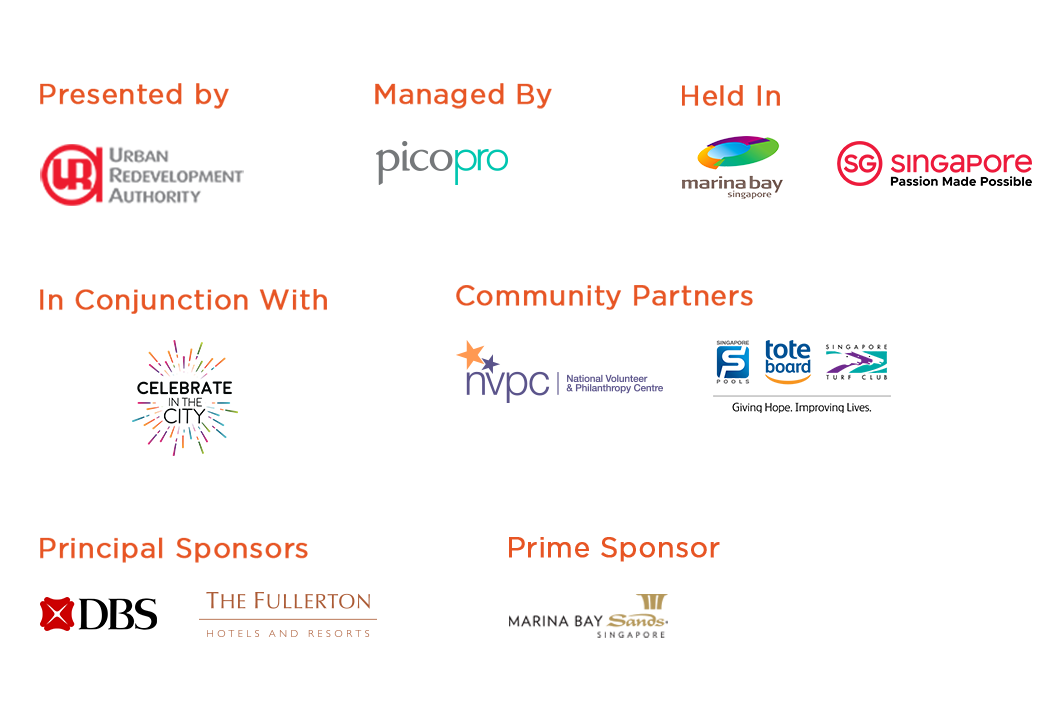 Presented by
Managed By
Held In
URBAN
REDEVELOPMENT
AUTHORITY
picopro
marina bay
singapore
SG
SINGAPORE
Passion Made Possible
In Conjunction With
Community Partners
CELEBRATE
IN THE
CITY
nvpc
National Volunteer
& Philanthropy Centre
SINGAPORE
S
POOLS
tote
board
SINGAPORE
TURF CLUB
Giving Hope. Improving Lives.
Principal Sponsors
Prime Sponsor
DBS
THE FULLERTON
HOTELS AND RESORTS
MARINA BAY Sands
SINGAPORE